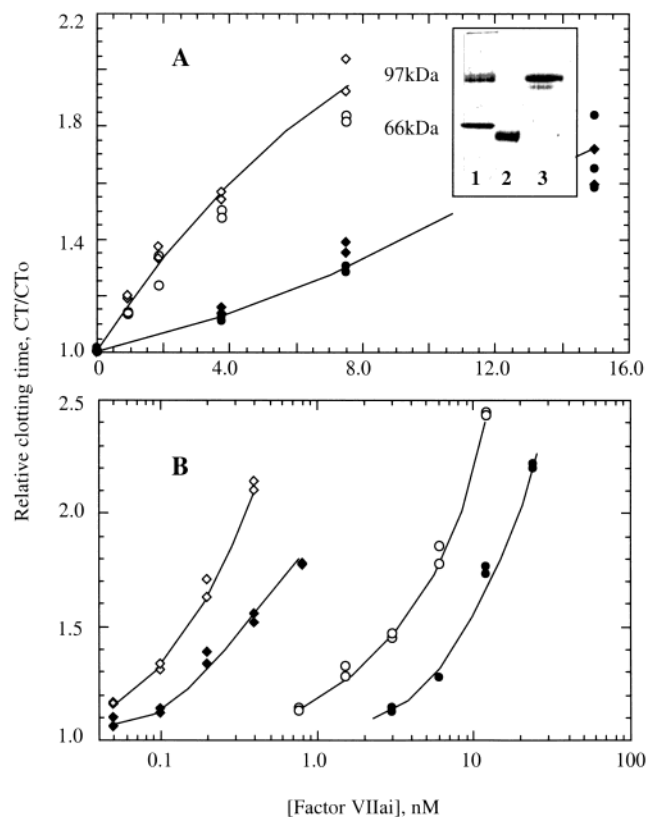 2.2
A
97kDa
66kDa
1 2 3
1.8
1.4
1.0
0 4.0 8.0 12.0 16.0
Relative clotting time, CT/CTo
2.5
B
2.0
1.5
1.0
0.1 1.0 10 100
[Factor VIIai], nM